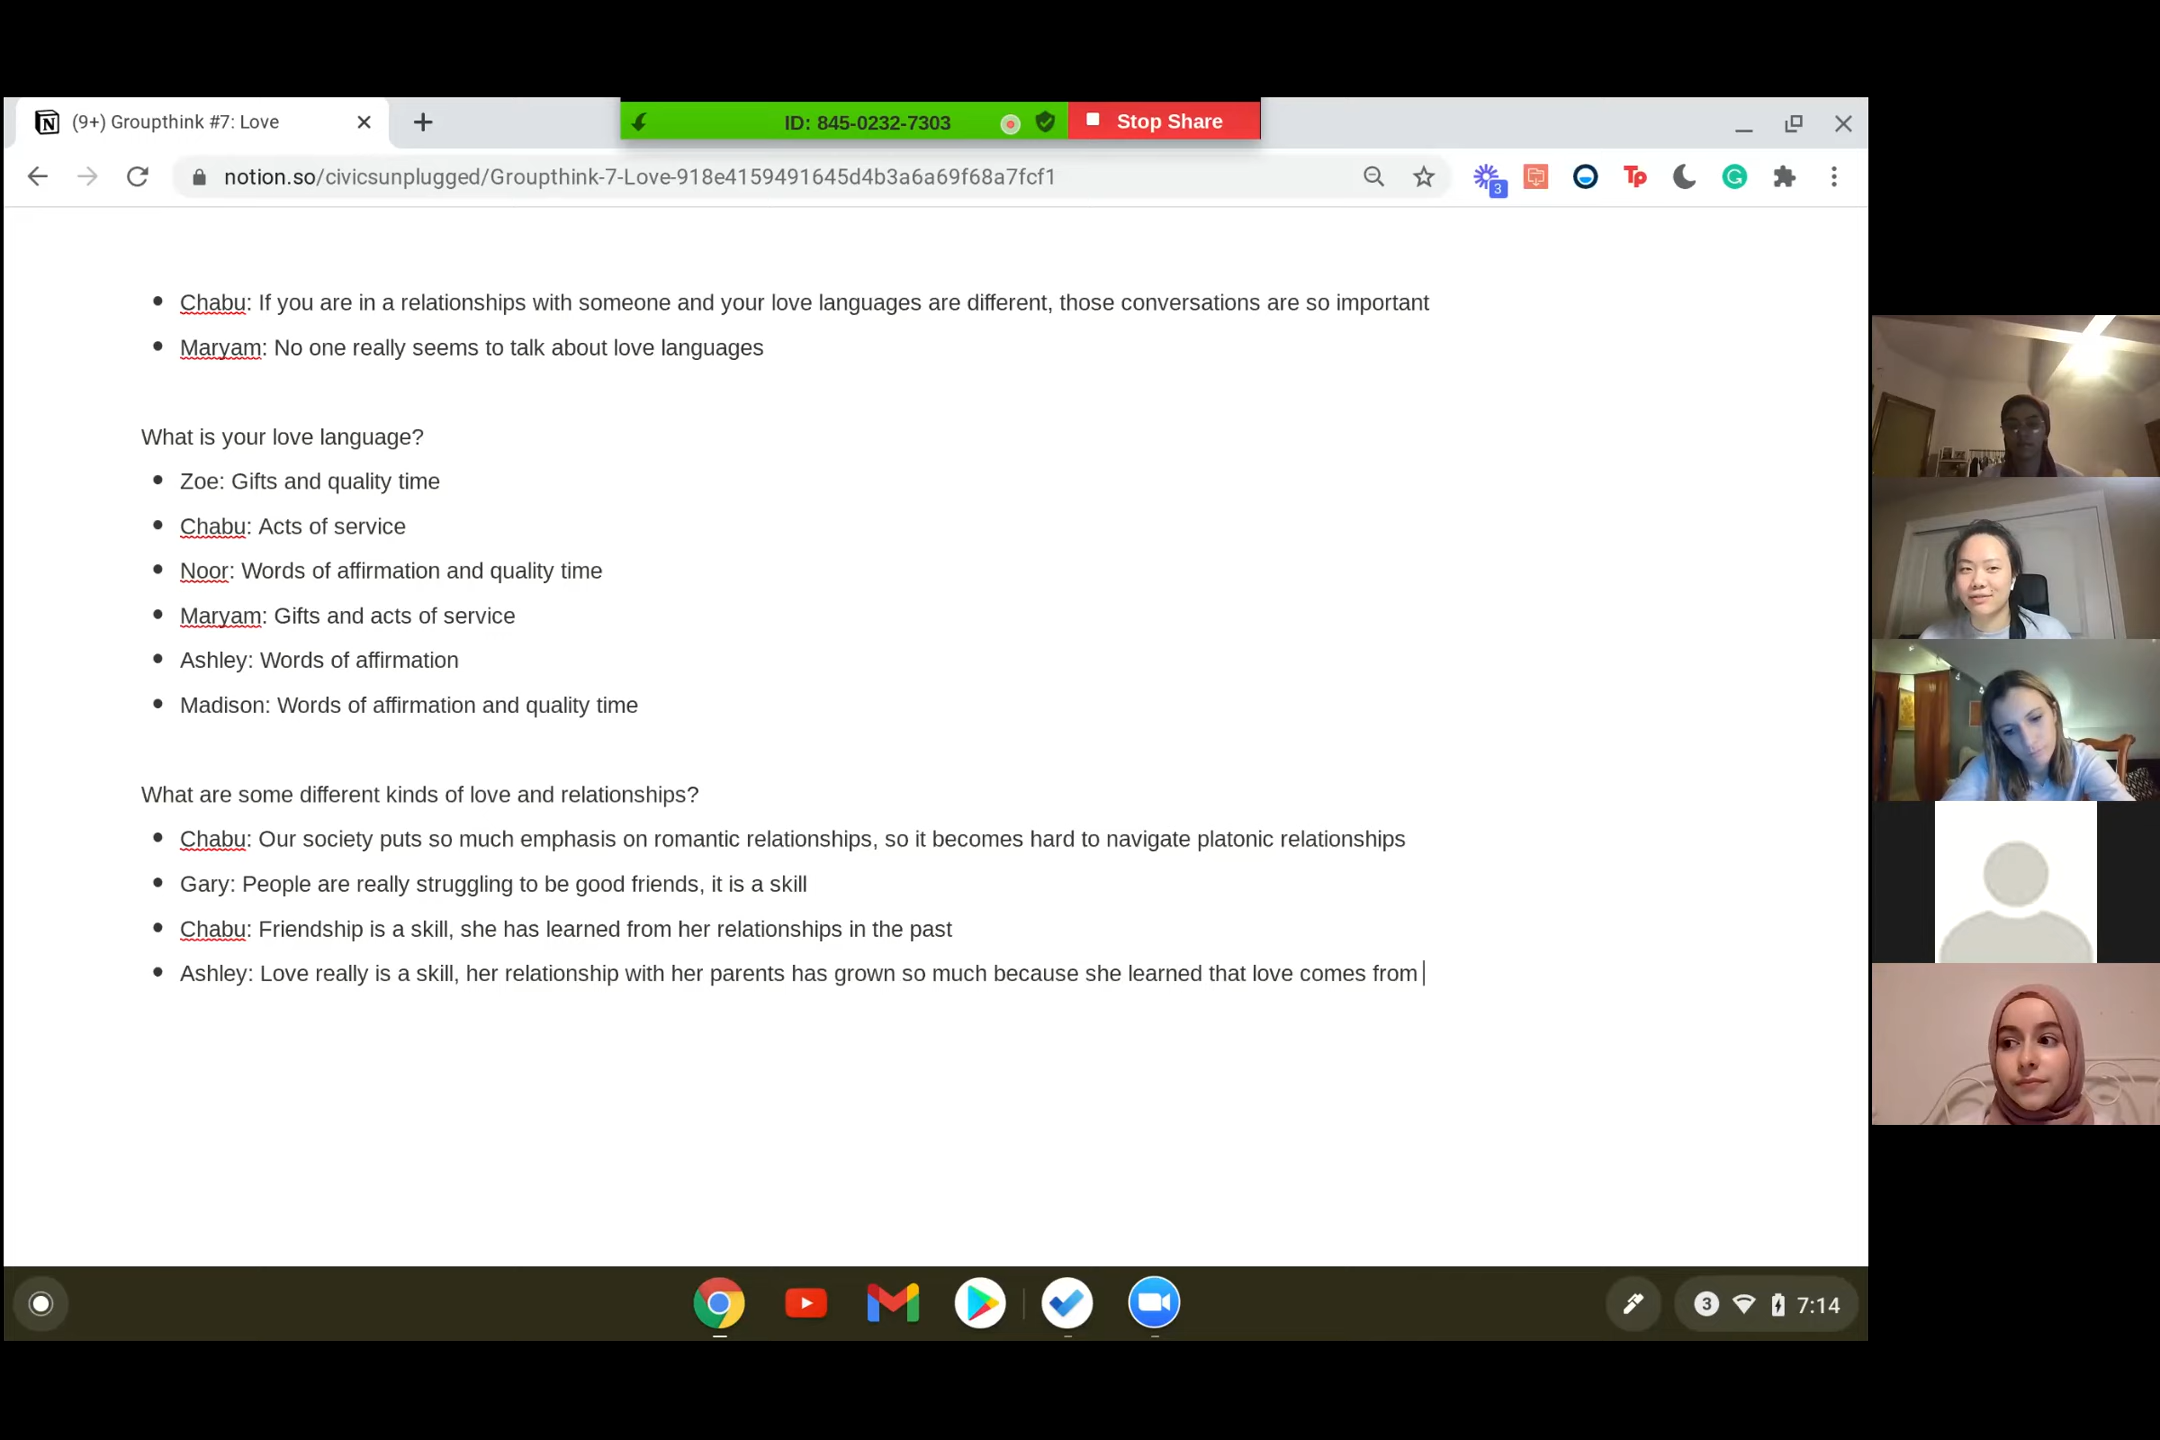 (9+) Groupthink #7: Love
ID: 845-0232-7303
Stop Share
notion.so/civicsunplugged/Groupthink-7-Love-918e4159491645d4b3a6a69f68a7fcf1
3
Tp
Chabu: If you are in a relationships with someone and your love languages are different, those conversations are so important
Maryam: No one really seems to talk about love languages
What is your love language?
Zoe: Gifts and quality time
Chabu: Acts of service
Noor: Words of affirmation and quality time
Maryam: Gifts and acts of service
Ashley: Words of affirmation
Madison: Words of affirmation and quality time
What are some different kinds of love and relationships?
Chabu: Our society puts so much emphasis on romantic relationships, so it becomes hard to navigate platonic relationships
Gary: People are really struggling to be good friends, it is a skill
Chabu: Friendship is a skill, she has learned from her relationships in the past
Ashley: Love really is a skill, her relationship with her parents has grown so much because she learned that love comes from
3 7:14